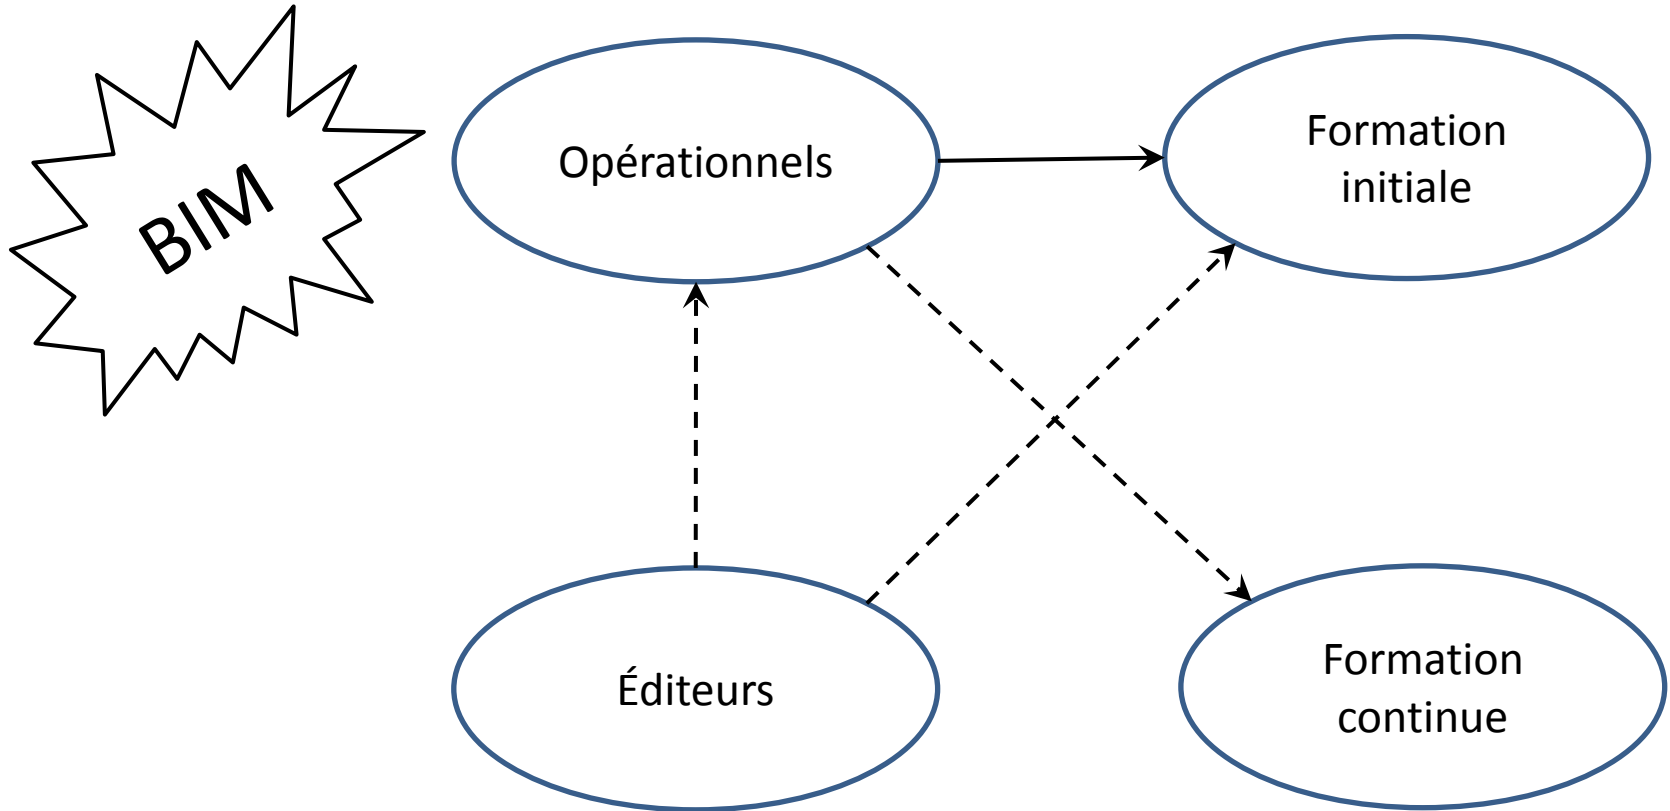 BIM
Opérationnels
Formation
initiale
Éditeurs
Formation
continue